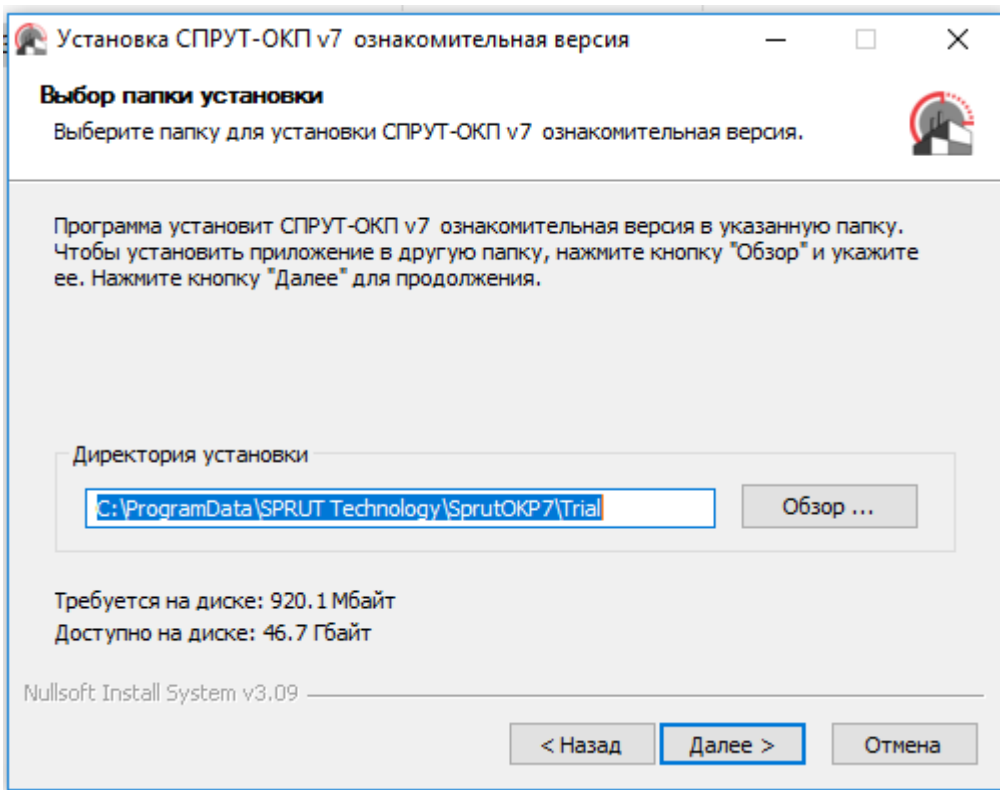 Установка СПРУТ-ОКП v7 ознакомительная версия
Выбор папки установки
Выберите папку для установки СПРУТ-ОКП v7 ознакомительная версия.
Программа установит СПРУТ-ОКП v7 ознакомительная версия в указанную папку.
Чтобы установить приложение в другую папку, нажмите кнопку "Обзор" и укажите
ее. Нажмите кнопку "Далее" для продолжения.
Директория установки
C:\ProgramData\SPRUT Technology\SprutOKP7\Trial
Обзор ...
Требуется на диске: 920.1 Мбайт
Доступно на диске: 46.7 Гбайт
Nullsoft Install System v3.09
< Назад
Далее >
Отмена